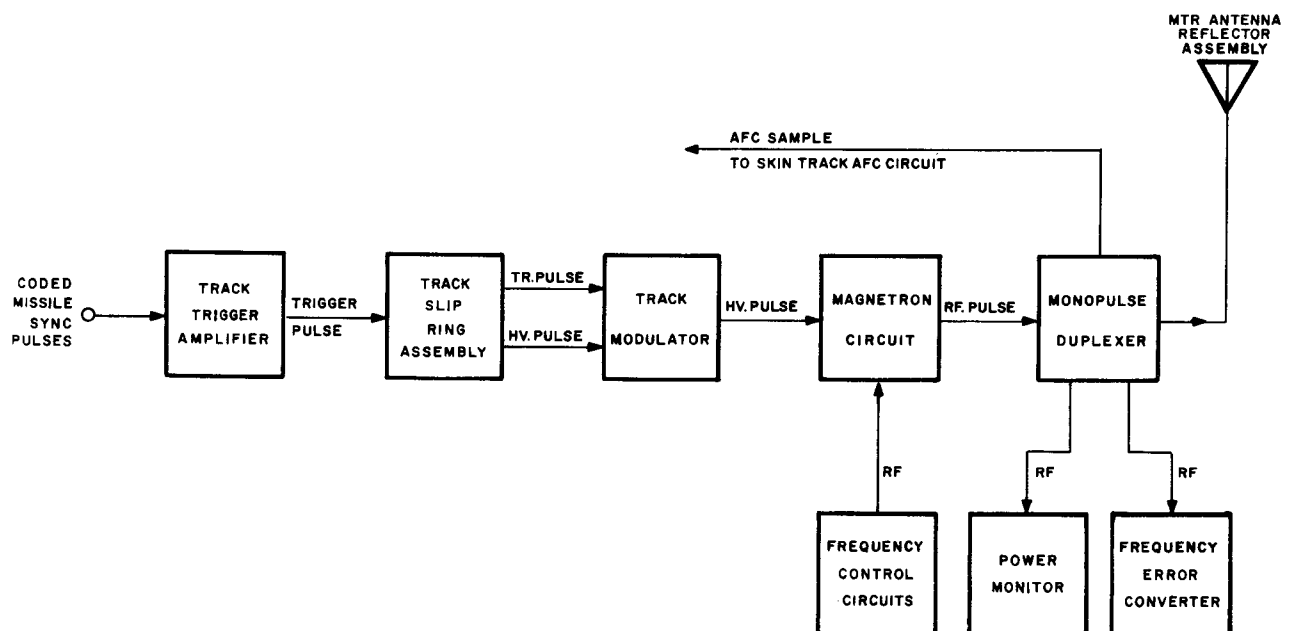 MTR ANTENNA
REFLECTOR
ASSEMBLY
AFC SAMPLE
TO SKIN TRACK AFC CIRCUIT
CODED
MISSILE
SYNC
PULSES
TRACK
TRIGGER
AMPLIFIER
TRIGGER
PULSE
TRACK
SLIP
RING
ASSEMBLY
TR. PULSE
HV. PULSE
TRACK
MODULATOR
HV. PULSE
MAGNETRON
CIRCUIT
RF. PULSE
MONOPULSE
DUPLEXER
RF
RF
RF
FREQUENCY
CONTROL
CIRCUITS
POWER
MONITOR
FREQUENCY
ERROR
CONVERTER